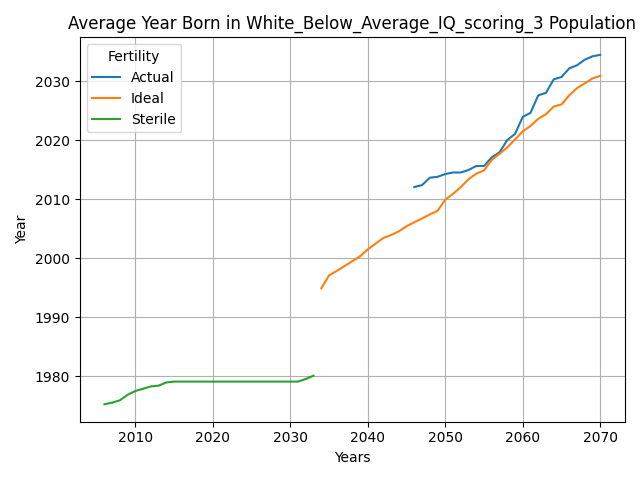 Average Year Born in White_Below_Average_IQ_scoring_3 Population
Fertility
Actual
Ideal
Sterile
Year
2030
2020
2010
2000
1990
1980
2010 2020 2030 2040 2050 2060 2070
Years